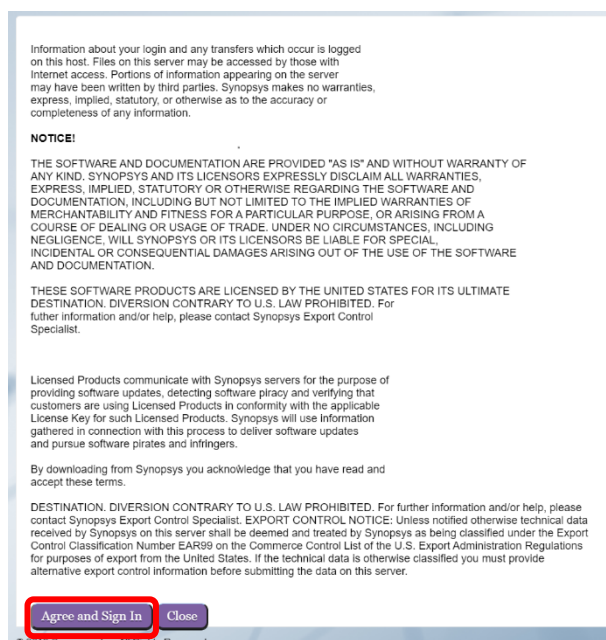 Information about your login and any transfers which occur is logged
on this host. Files on this server may be accessed by those with
Internet access. Portions of information appearing on the server
may have been written by third parties. Synopsys makes no warranties,
express, implied, statutory, or otherwise as to the accuracy or
completeness of any information.
NOTICE!
THE SOFTWARE AND DOCUMENTATION ARE PROVIDED "AS IS" AND WITHOUT WARRANTY OF
ANY KIND. SYNOPSYS AND ITS LICENSORS EXPRESSLY DISCLAIM ALL WARRANTIES,
EXPRESS, IMPLIED, STATUTORY OR OTHERWISE REGARDING THE SOFTWARE AND
DOCUMENTATION, INCLUDING BUT NOT LIMITED TO THE IMPLIED WARRANTIES OF
MERCHANTABILITY AND FITNESS FOR A PARTICULAR PURPOSE, OR ARISING FROM A
COURSE OF DEALING OR USAGE OF TRADE. UNDER NO CIRCUMSTANCES, INCLUDING
NEGLIGENCE, WILL SYNOPSYS OR ITS LICENSORS BE LIABLE FOR SPECIAL,
INCIDENTAL OR CONSEQUENTIAL DAMAGES ARISING OUT OF THE USE OF THE SOFTWARE
AND DOCUMENTATION.
THESE SOFTWARE PRODUCTS ARE LICENSED BY THE UNITED STATES FOR ITS ULTIMATE
DESTINATION. DIVERSION CONTRARY TO U.S. LAW PROHIBITED. For
futher information and/or help, please contact Synopsys Export Control
Specialist.
Licensed Products communicate with Synopsys servers for the purpose of
providing software updates, detecting software piracy and verifying that
customers are using Licensed Products in conformity with the applicable
License Key for such Licensed Products. Synopsys will use information
gathered in connection with this process to deliver software updates
and pursue software pirates and infringers.
By downloading from Synopsys you acknowledge that you have read and
accept these terms.
DESTINATION. DIVERSION CONTRARY TO U.S. LAW PROHIBITED. For further information and/or help, please
contact Synopsys Export Control Specialist. EXPORT CONTROL NOTICE: Unless notified otherwise technical data
received by Synopsys on this server shall be deemed and treated by Synopsys as being classified under the Export
Control Classification Number EAR99 on the Commerce Control List of the U.S. Export Administration Regulations
for purposes of export from the United States. If the technical data is otherwise classified you must provide
alternative export control information before submitting the data on this server.
Agree and Sign In Close